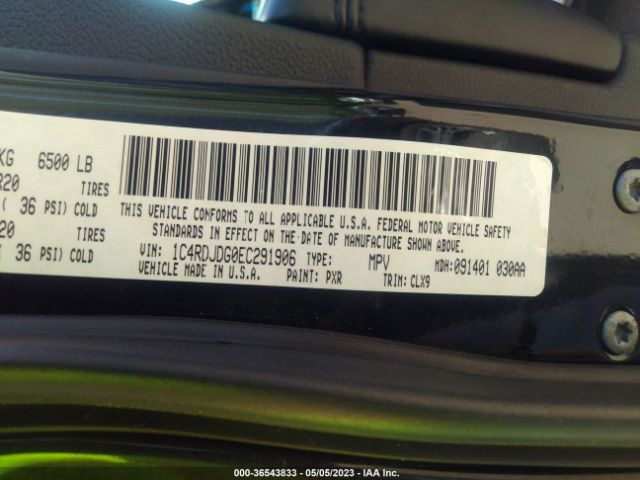 KG 6500 LB
R20 TIRES
( 36 PSI) COLD
20 TIRES
36 PSI) COLD
THIS VEHICLE CONFORMS TO ALL APPLICABLE U.S.A. FEDERAL MOTOR VEHICLE SAFETY
STANDARDS IN EFFECT ON THE DATE OF MANUFACTURE SHOWN ABOVE.
VIN: 1C4RDJDG0EC291906 TYPE: MPV MDH:091401 030AA
VEHICLE MADE IN U.S.A. PAINT: PXR TRIM: CLX9
000-36543833 - 05/05/2023 - IAA Inc.